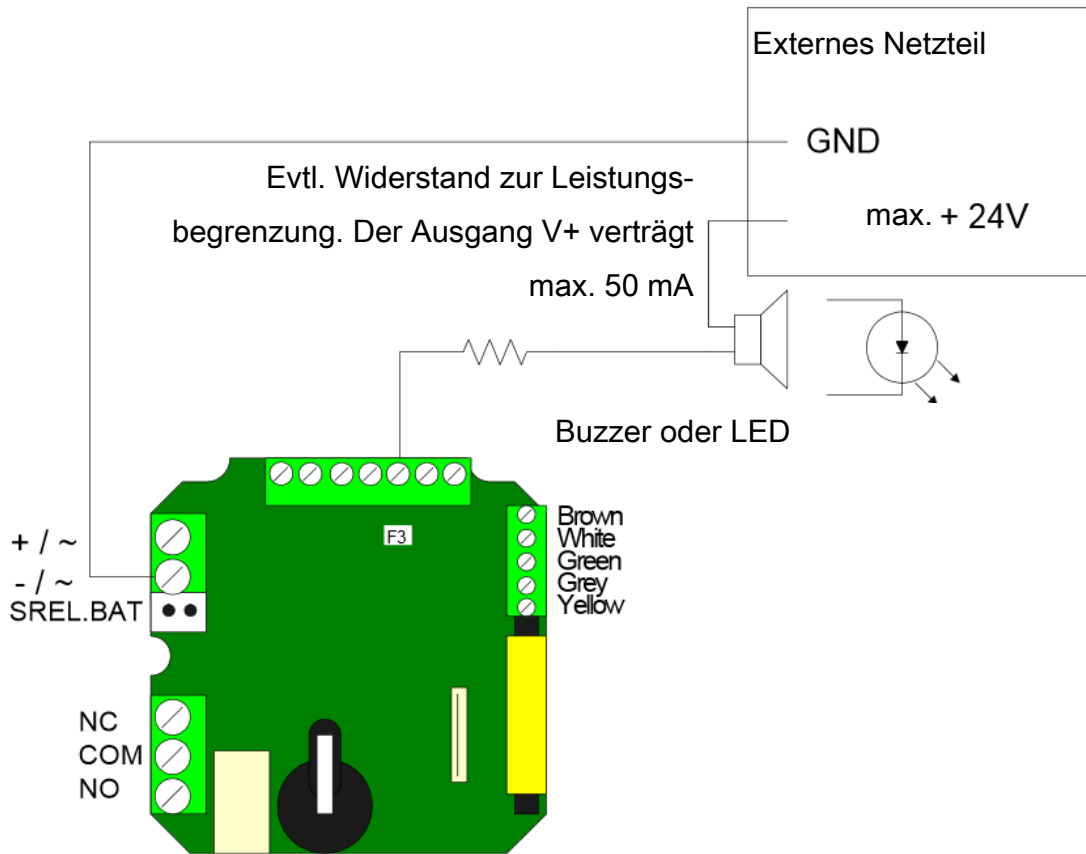 Externes Netzteil
GND
Evtl. Widerstand zur Leistungs-
begrenzung. Der Ausgang V+ verträgt
max. 50 mA
max. + 24V
Buzzer oder LED
F3
Brown
White
Green
Grey
Yellow
+ / ~
- / ~
SREL.BAT
NC
COM
NO